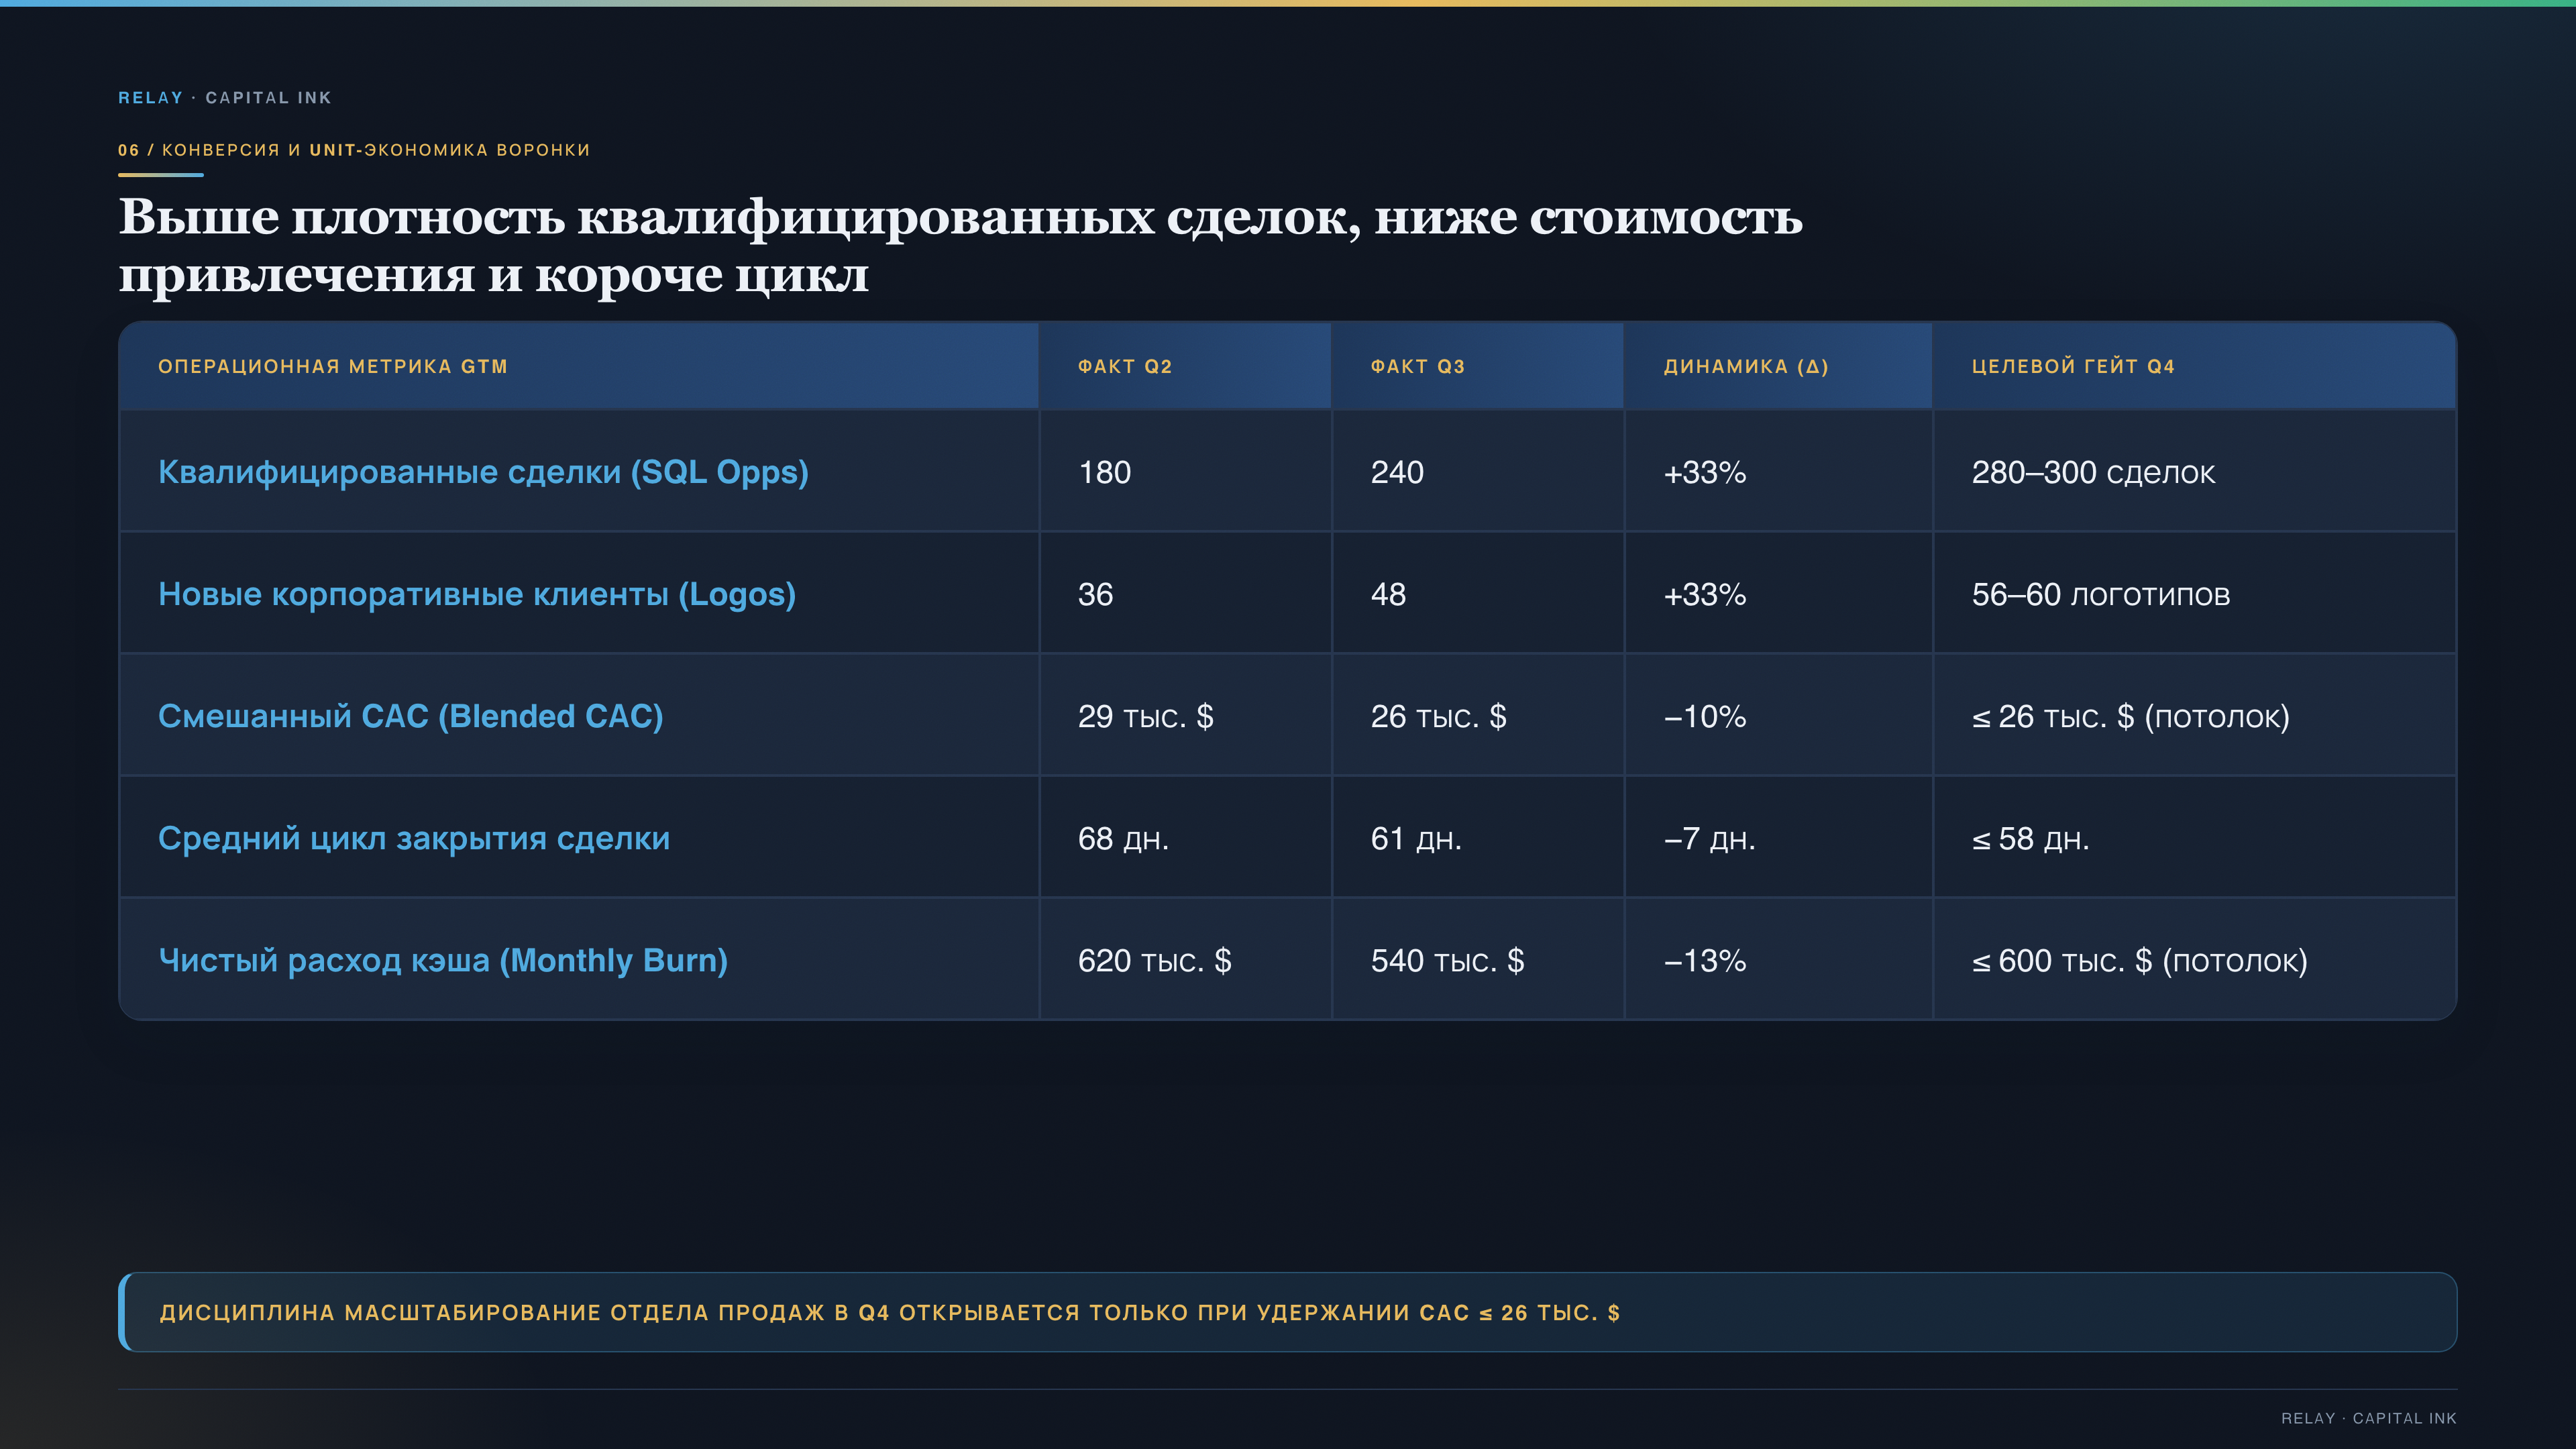 RELAY · CAPITAL INK
06 / КОНВЕРСИЯ И UNIT-ЭКОНОМИКА ВОРОНКИ
Выше плотность квалифицированных сделок, ниже стоимость
привлечения и короче цикл
ОПЕРАЦИОННАЯ МЕТРИКА GTM ФАКТ Q2 ФАКТ Q3 ДИНАМИКА (Δ) ЦЕЛЕВОЙ ГЕЙТ Q4
Квалифицированные сделки (SQL Opps) 180 240 +33% 280–300 сделок
Новые корпоративные клиенты (Logos) 36 48 +33% 56–60 логотипов
Смешанный CAC (Blended CAC) 29 тыс. $ 26 тыс. $ −10% ≤ 26 тыс. $ (потолок)
Средний цикл закрытия сделки 68 дн. 61 дн. −7 дн. ≤ 58 дн.
Чистый расход кэша (Monthly Burn) 620 тыс. $ 540 тыс. $ −13% ≤ 600 тыс. $ (потолок)
ДИСЦИПЛИНА МАСШТАБИРОВАНИЕ ОТДЕЛА ПРОДАЖ В Q4 ОТКРЫВАЕТСЯ ТОЛЬКО ПРИ УДЕРЖАНИИ CAC ≤ 26 ТЫС. $
RELAY · CAPITAL INK